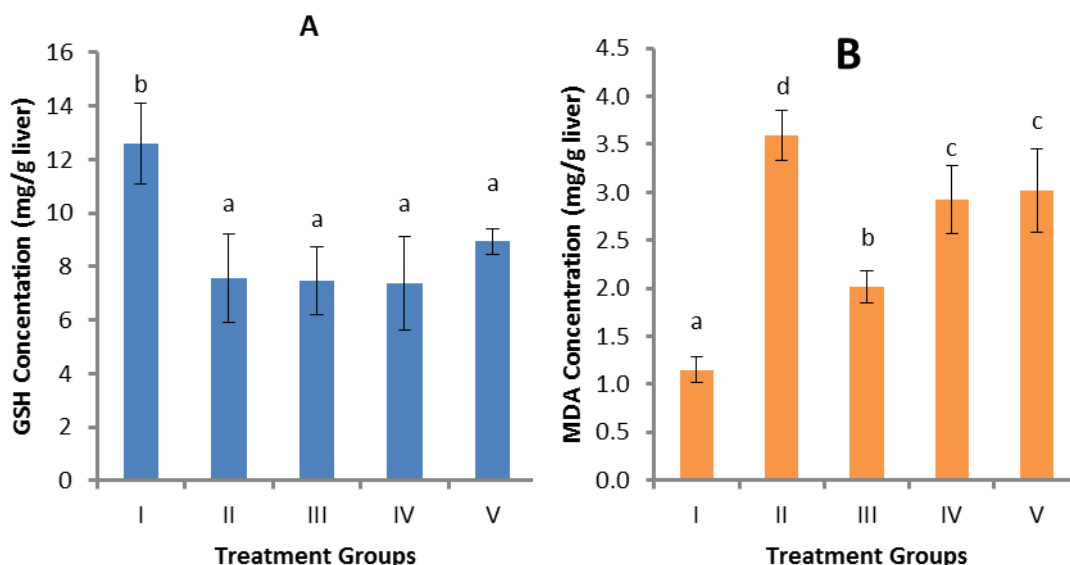 A
GSH Concentation (mg/g liver)
16
14
12
10
8
6
4
2
0
b
a
a
a
a
I II III IV V
Treatment Groups
B
MDA Concentration (mg/g liver)
4.5
4.0
3.5
3.0
2.5
2.0
1.5
1.0
0.5
0.0
a
d
b
c
c
I II III IV V
Treatment Groups